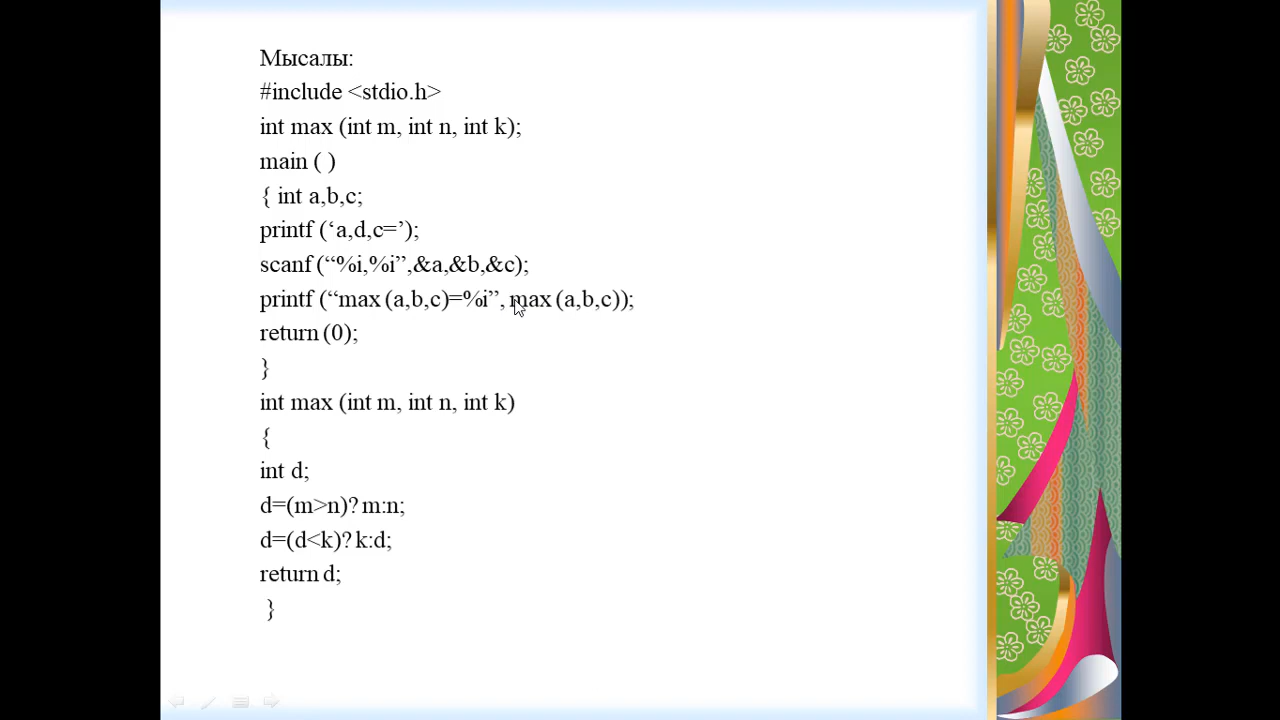 Мысалы:
#include <stdio.h>
int max (int m, int n, int k);
main ( )
{ int a,b,c;
printf (‘a,d,c=’);
scanf (“%i,%i”,&a,&b,&c);
printf (“max (a,b,c)=%i”, max (a,b,c));
return (0);
}
int max (int m, int n, int k)
{
int d;
d=(m>n)? m:n;
d=(d<k)? k:d;
return d;
}